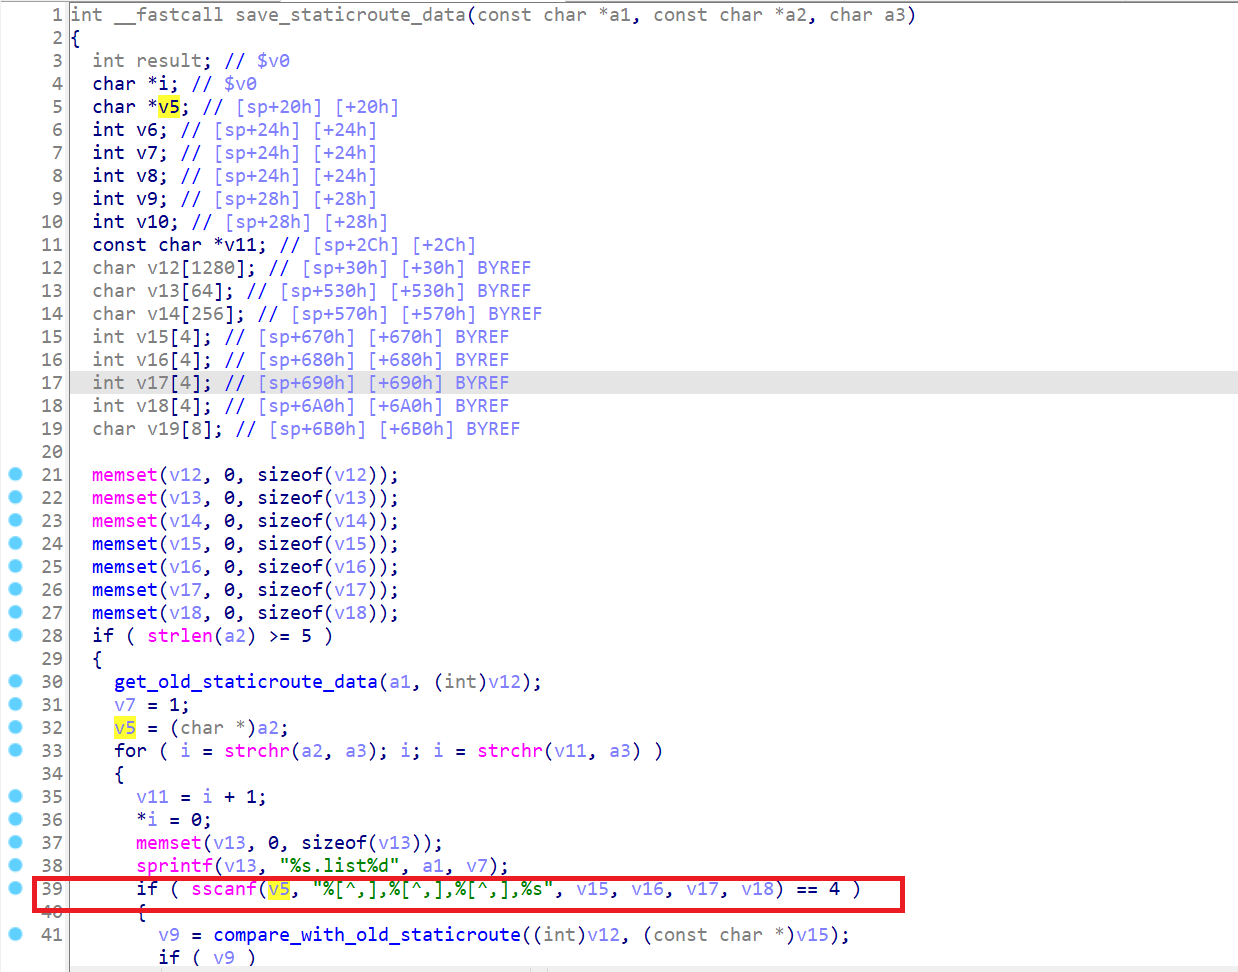 1 int __fastcall save_staticroute_data(const char *a1, const char *a2, char a3)
2 {
3 int result; // $v0
4 char *i; // $v0
5 char *v5; // [sp+20h] [+20h]
6 int v6; // [sp+24h] [+24h]
7 int v7; // [sp+24h] [+24h]
8 int v8; // [sp+24h] [+24h]
9 int v9; // [sp+28h] [+28h]
10 int v10; // [sp+28h] [+28h]
11 const char *v11; // [sp+2Ch] [+2Ch]
12 char v12[1280]; // [sp+30h] [+30h] BYREF
13 char v13[64]; // [sp+530h] [+530h] BYREF
14 char v14[256]; // [sp+570h] [+570h] BYREF
15 int v15[4]; // [sp+670h] [+670h] BYREF
16 int v16[4]; // [sp+680h] [+680h] BYREF
17 int v17[4]; // [sp+690h] [+690h] BYREF
18 int v18[4]; // [sp+6A0h] [+6A0h] BYREF
19 char v19[8]; // [sp+6B0h] [+6B0h] BYREF
20
21 memset(v12, 0, sizeof(v12));
22 memset(v13, 0, sizeof(v13));
23 memset(v14, 0, sizeof(v14));
24 memset(v15, 0, sizeof(v15));
25 memset(v16, 0, sizeof(v16));
26 memset(v17, 0, sizeof(v17));
27 memset(v18, 0, sizeof(v18));
28 if ( strlen(a2) >= 5 )
29 {
30 get_old_staticroute_data(a1, (int)v12);
31 v7 = 1;
32 v5 = (char *)a2;
33 for ( i = strchr(a2, a3); i; i = strchr(v11, a3) )
34 {
35 v11 = i + 1;
36 *i = 0;
37 memset(v13, 0, sizeof(v13));
38 sprintf(v13, "%s.list%d", a1, v7);
39 if ( sscanf(v5, "%[^,],%[^,],%[^,],%s", v15, v16, v17, v18) == 4 )
40 {
41 v9 = compare_with_old_staticroute((int)v12, (const char *)v15);
if ( v9 )